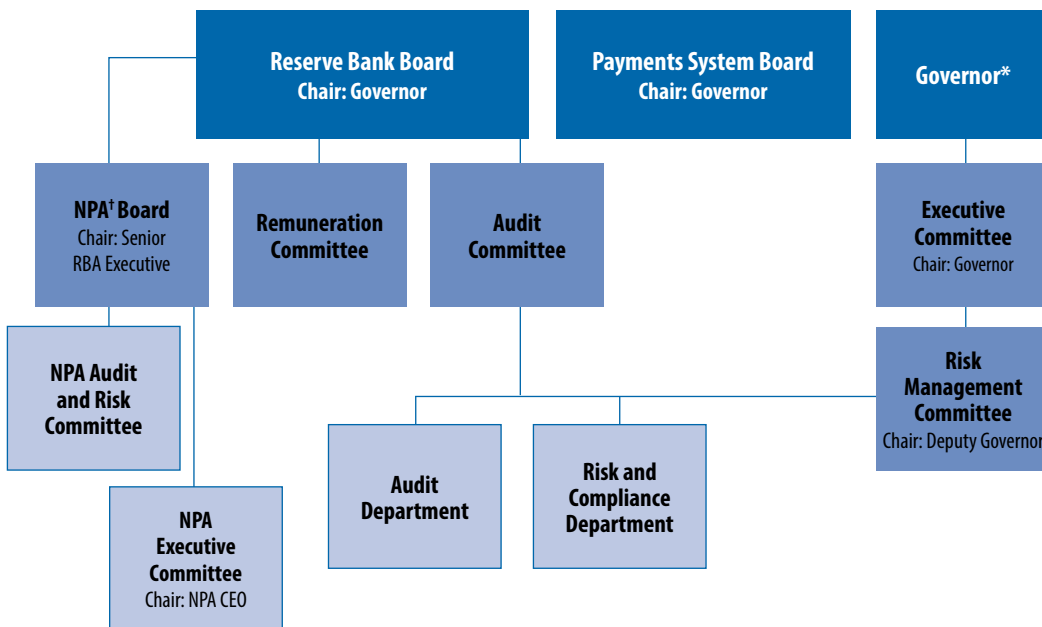 Reserve Bank Board
Chair: Governor
Payments System Board
Chair: Governor
Governor*
NPA† Board
Chair: Senior
RBA Executive
Remuneration
Committee
Audit
Committee
Executive
Committee
Chair: Governor
NPA Audit
and Risk
Committee
Risk
Management
Committee
Chair: Deputy Governor
Audit
Department
Risk and
Compliance
Department
NPA
Executive
Committee
Chair: NPA CEO